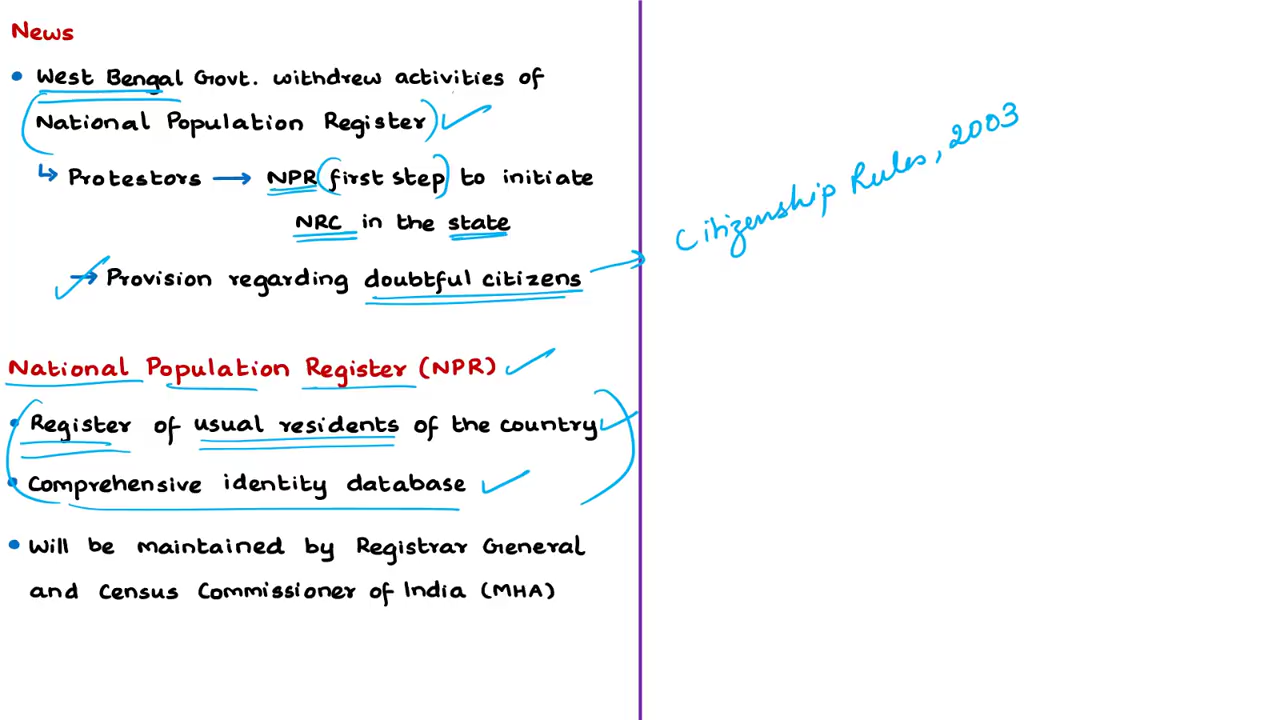 News
• West Bengal Govt. withdrew activities of
National Population Register
↳ Protestors → NPR (first step) to initiate
NRC in the state
→ Provision regarding doubtful citizens →
National Population Register (NPR)
• Register of usual residents of the country
• Comprehensive identity database
• Will be maintained by Registrar General
and Census Commissioner of India (MHA)
Citizenship Rules, 2003